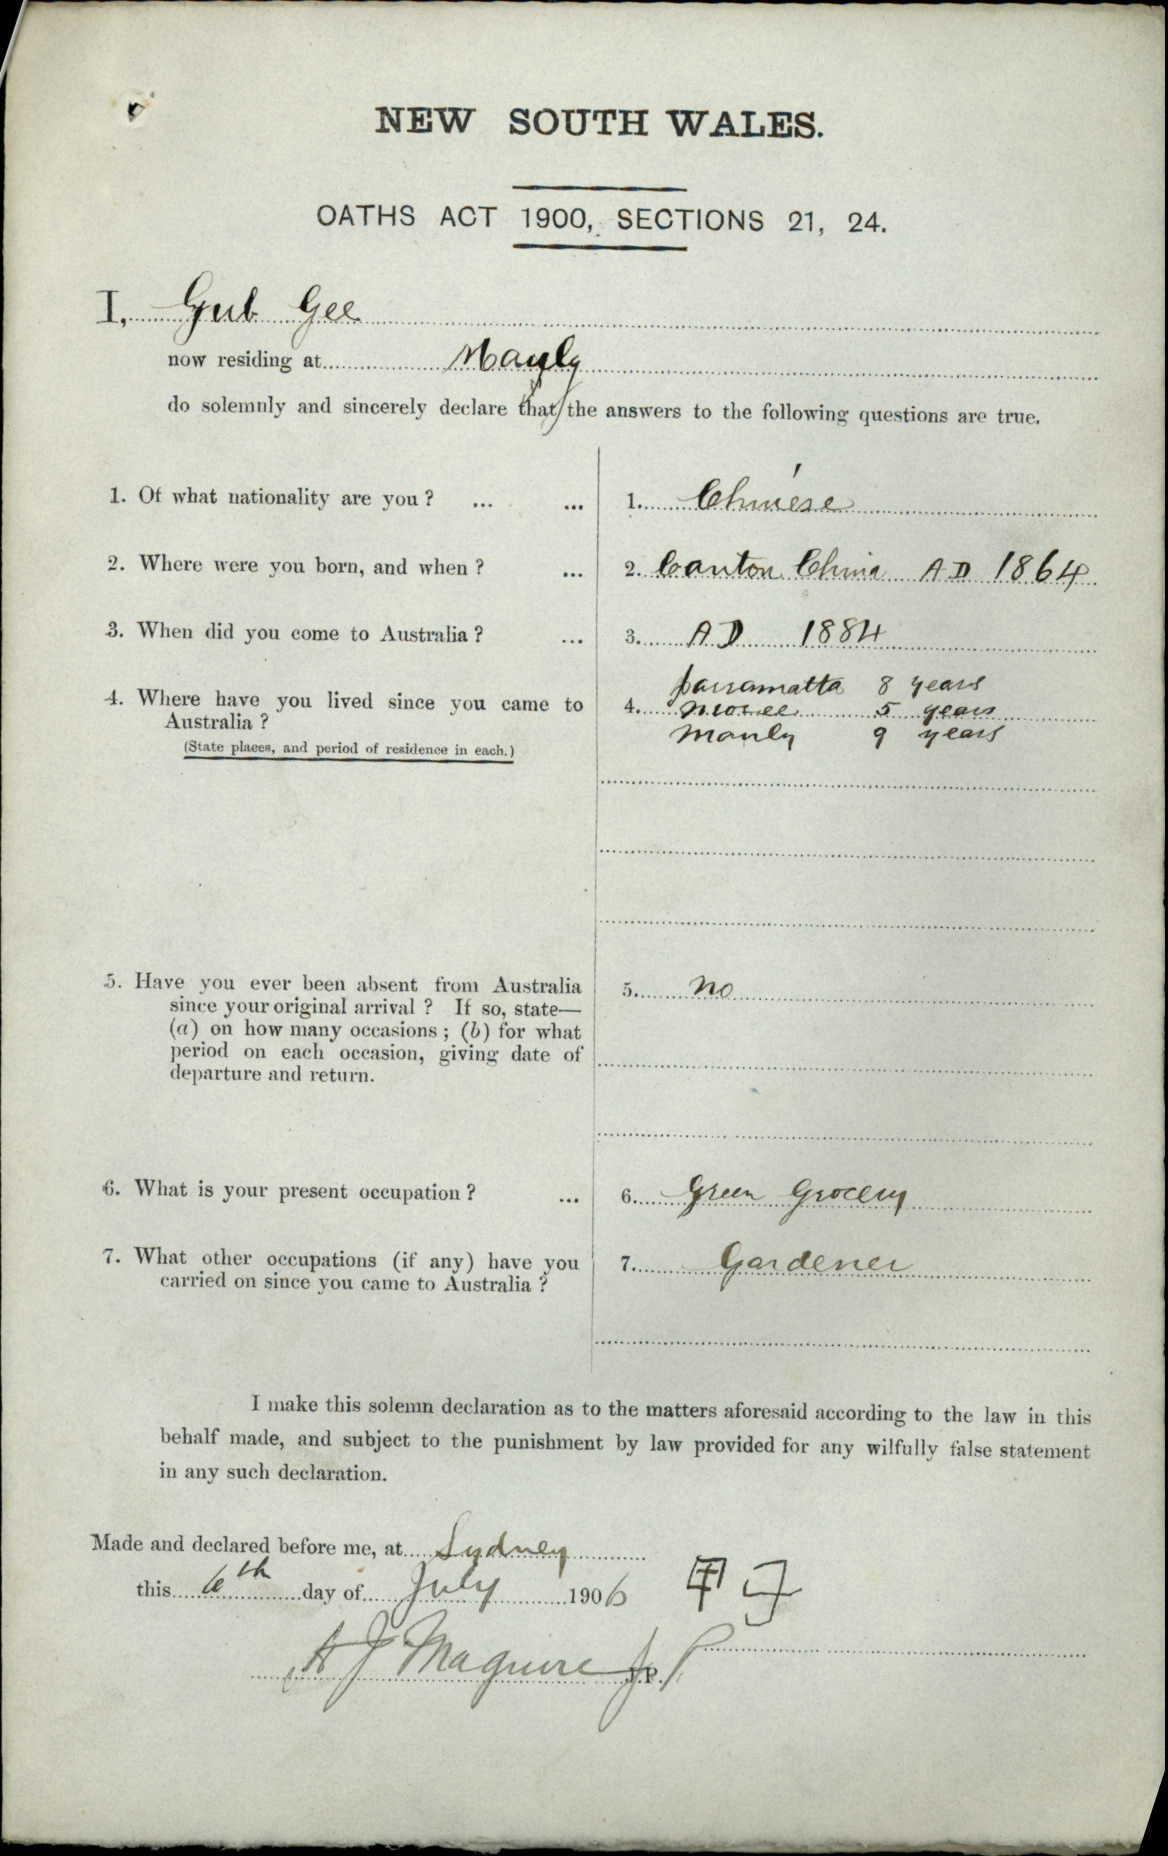 NEW SOUTH WALES.
OATHS ACT 1900, SECTIONS 21, 24.
I, Gub Gee
now residing at Manly
do solemnly and sincerely declare that the answers to the following questions are true.
1. Of what nationality are you? ... ... 1. Chinese
2. Where were you born, and when? ... 2. Canton China AD 1864
3. When did you come to Australia? ... 3. AD 1884
4. Where have you lived since you came to Australia?
(State places, and period of residence in each.)
4. parramatta 8 years
Moree 5 years
Manly 9 years
5. Have you ever been absent from Australia 5. no
since your original arrival? If so, state—
(a) on how many occasions; (b) for what
period on each occasion, giving date of
departure and return.
6. What is your present occupation? ... 6. Green Grocery
7. What other occupations (if any) have you 7. Gardener
carried on since you came to Australia?
I make this solemn declaration as to the matters aforesaid according to the law in this
behalf made, and subject to the punishment by law provided for any wilfully false statement
in any such declaration.
Made and declared before me, at Sydney
this 6th day of July 1906
H J Maguire J.P.